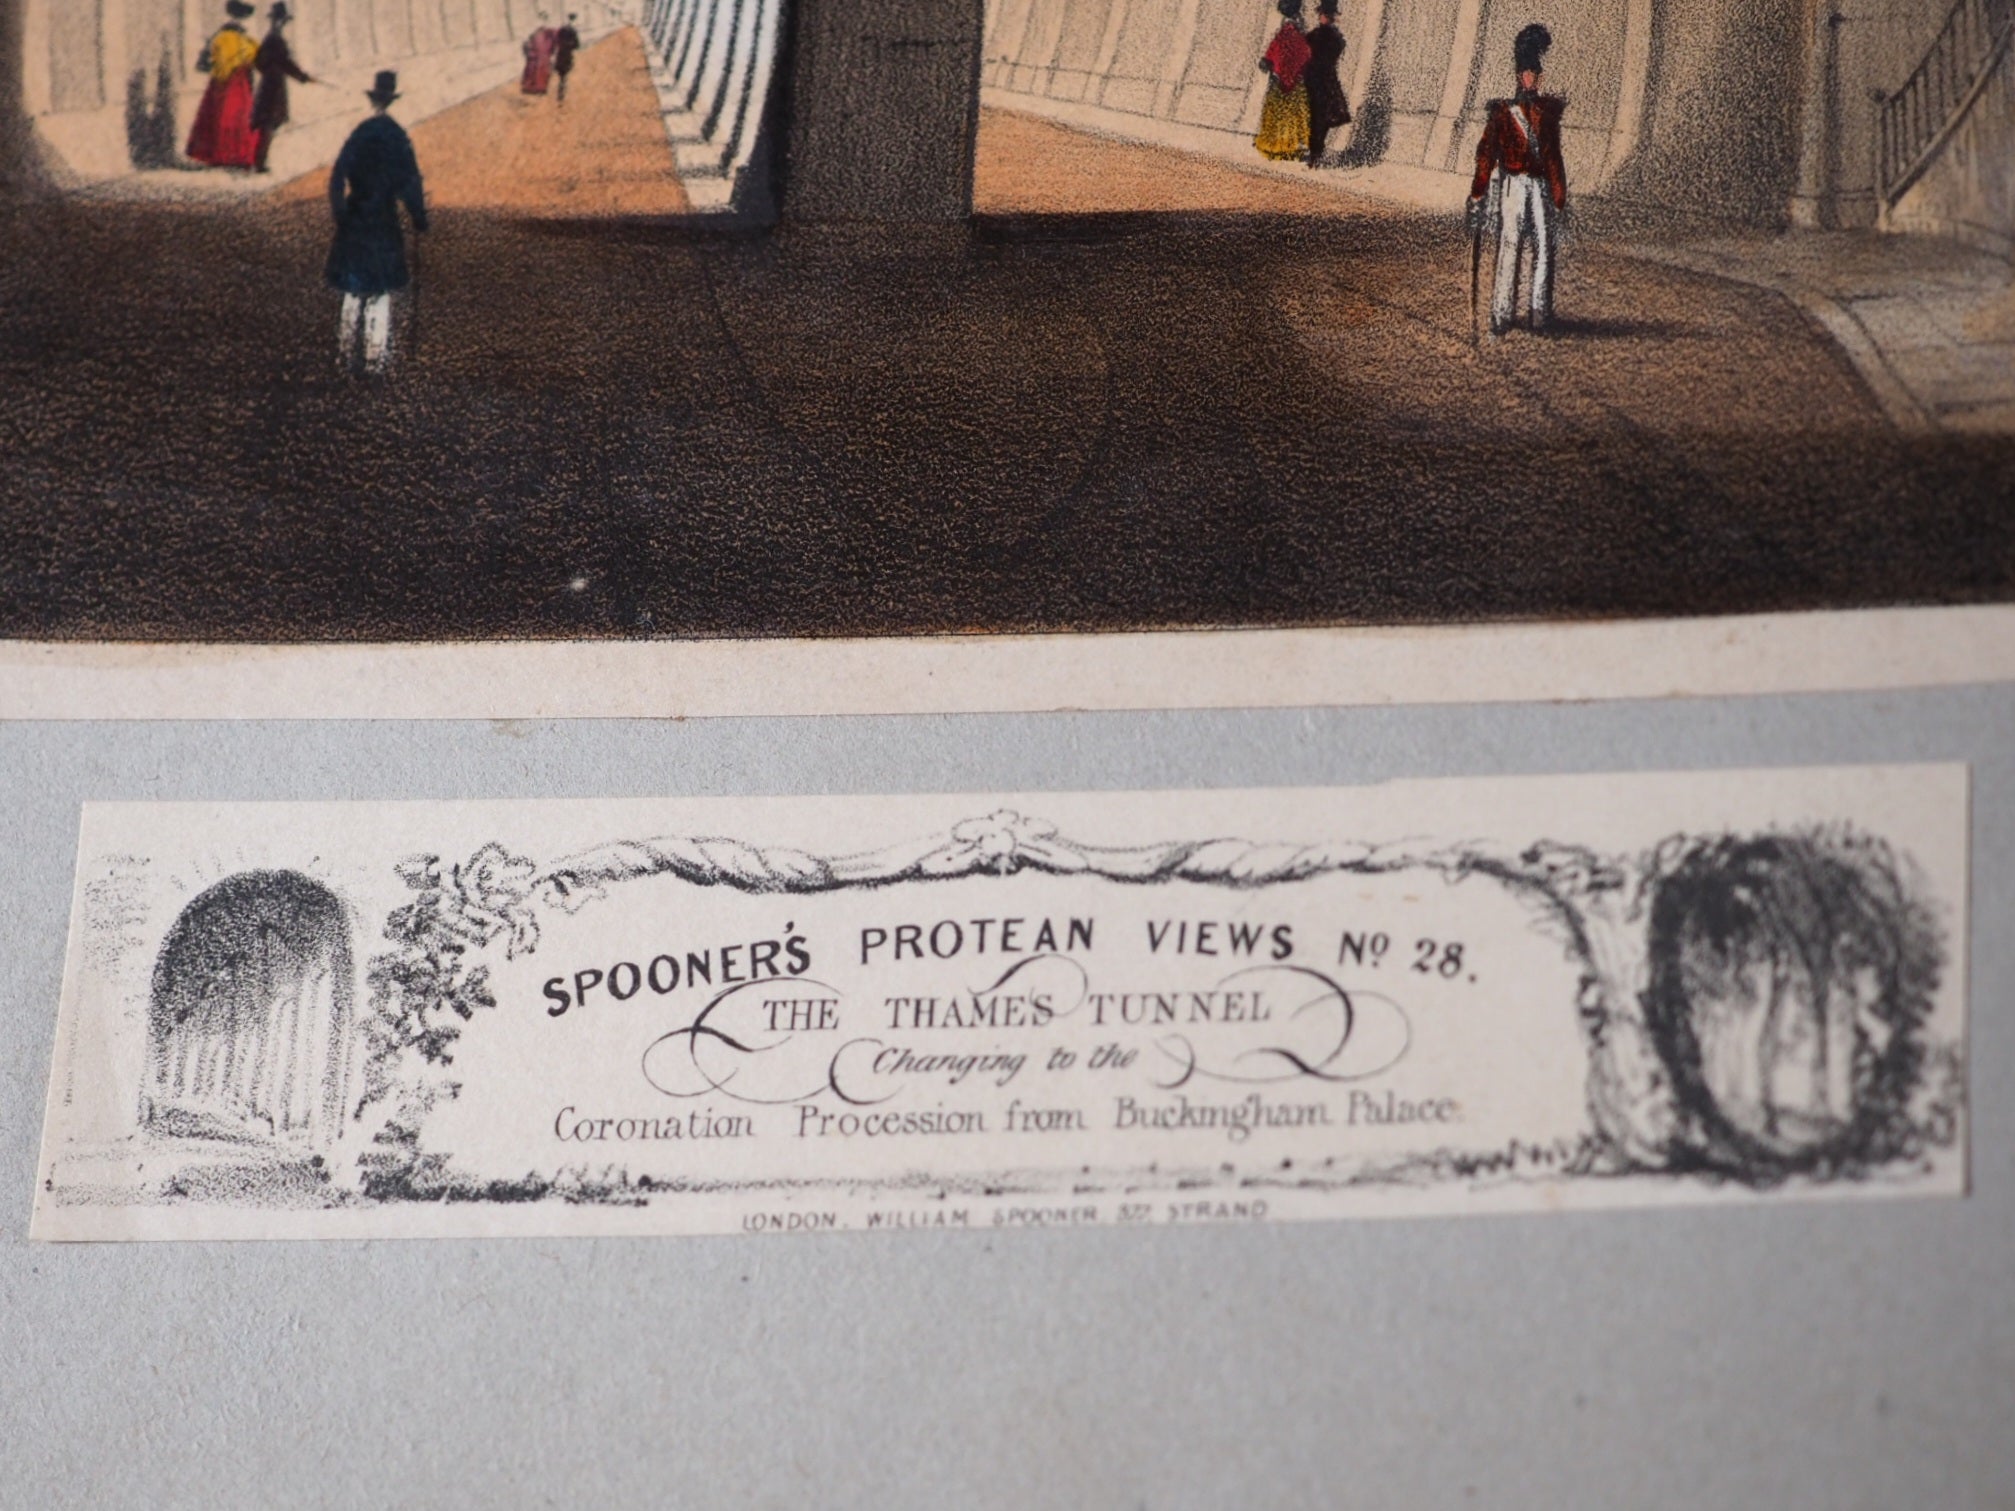 SPOONER'S PROTEAN VIEWS No 28.
THE THAMES TUNNEL
Changing to the
Coronation Procession from Buckingham Palace
LONDON. WILLIAM SPOONER 377 STRAND